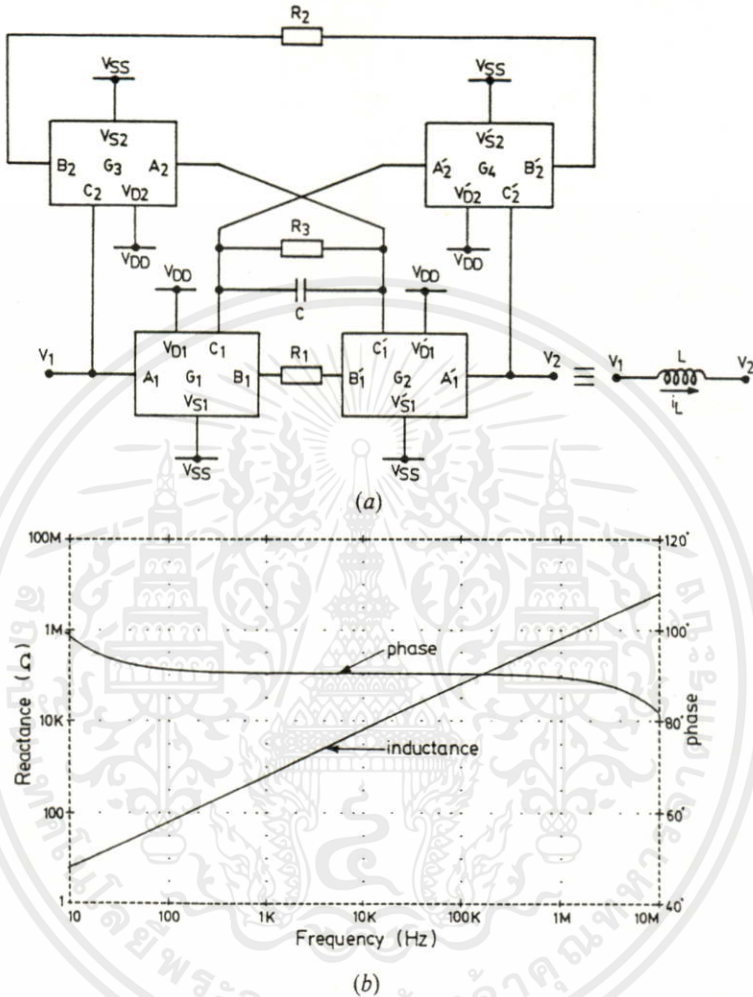 R2
VSS
VSS
VS2
B2 G3 A2
C2 VD2
V'S2
A'2 G4 B'2
V'D2 C'2
VDD
VDD
R3
C
VDD
VDD
VD1 C1
A1 G1 B1
VS1
R1
C'1 V'D1
B'1 G2 A'1
V'S1
V1
V2
≡
V1
L
V2
iL
VSS
VSS
(a)
100M
1M
10K
100
1
Reactance (Ω)
120°
100°
80°
60°
40°
phase
phase
inductance
10 100 1K 10K 100K 1M 10M
Frequency (Hz)
(b)